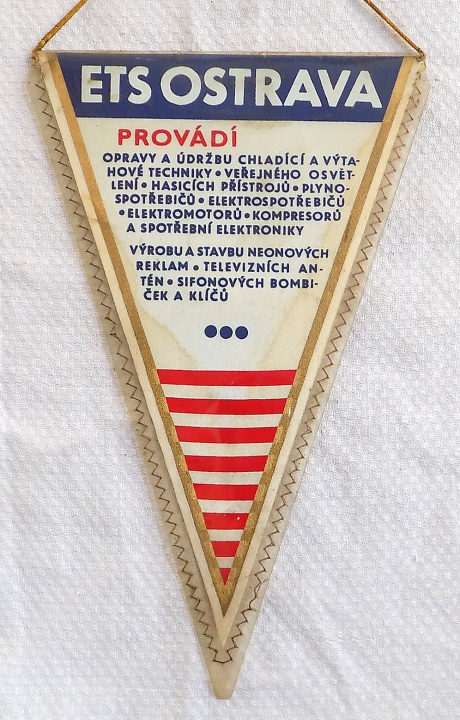 ETS OSTRAVA
PROVÁDÍ
OPRAVY A ÚDRŽBU CHLADÍCÍ A VÝTA-
HOVÉ TECHNIKY • VEŘEJNÉHO OSVĚT-
LENÍ • HASICÍCH PŘÍSTROJŮ • PLYNO-
SPOTŘEBIČŮ • ELEKTROSPOTŘEBIČŮ
• ELEKTROMOTORŮ • KOMPRESORŮ
A SPOTŘEBNÍ ELEKTRONIKY
VÝROBU A STAVBU NEONOVÝCH
REKLAM • TELEVIZNÍCH AN-
TÉN • SIFONOVÝCH BOMBI-
ČEK A KLÍČŮ